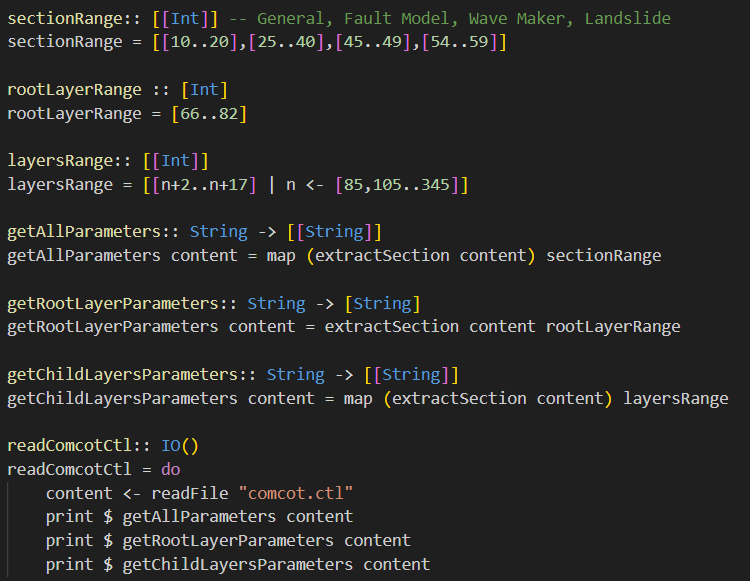 sectionRange:: [[Int]] -- General, Fault Model, Wave Maker, Landslide
sectionRange = [[10..20],[25..40],[45..49],[54..59]]
rootLayerRange :: [Int]
rootLayerRange = [66..82]
layersRange:: [[Int]]
layersRange = [[n+2..n+17] | n <- [85,105..345]]
getAllParameters:: String -> [[String]]
getAllParameters content = map (extractSection content) sectionRange
getRootLayerParameters:: String -> [String]
getRootLayerParameters content = extractSection content rootLayerRange
getChildLayersParameters:: String -> [[String]]
getChildLayersParameters content = map (extractSection content) layersRange
readComcotCtl:: IO()
readComcotCtl = do
    content <- readFile "comcot.ctl"
    print $ getAllParameters content
    print $ getRootLayerParameters content
    print $ getChildLayersParameters content